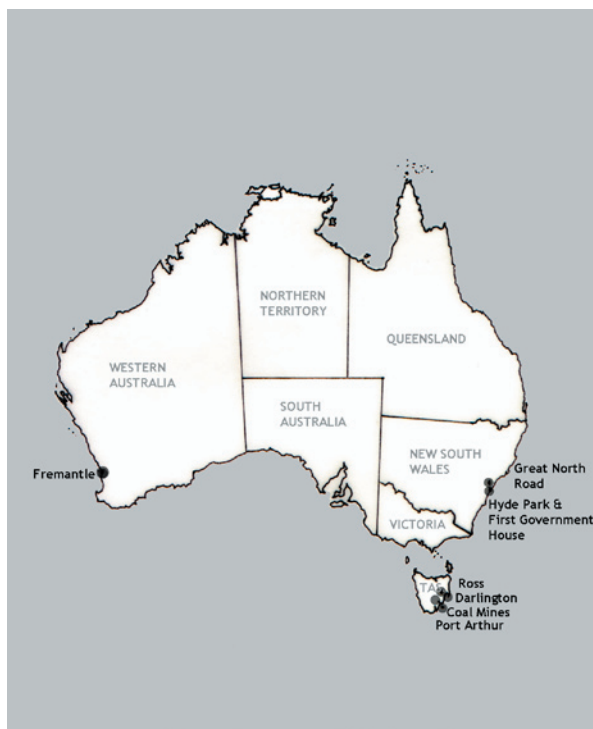 NORTHERN
TERRITORY
QUEENSLAND
WESTERN
AUSTRALIA
SOUTH
AUSTRALIA
NEW SOUTH
WALES
Great North
Road
Fremantle
Hyde Park &
First Government
House
VICTORIA
TAS
Ross
Darlington
Coal Mines
Port Arthur